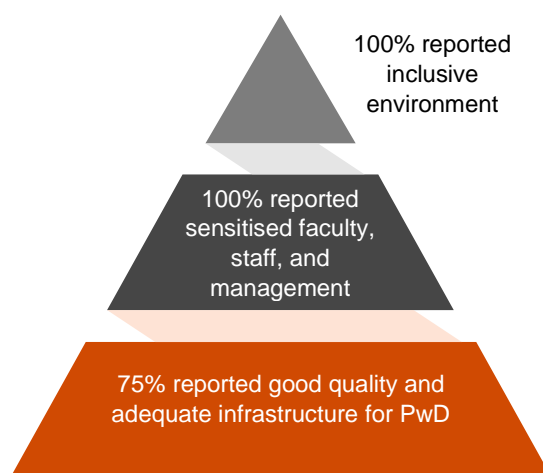 100% reported
inclusive
environment
100% reported
sensitised faculty,
staff, and
management
75% reported good quality and
adequate infrastructure for PwD